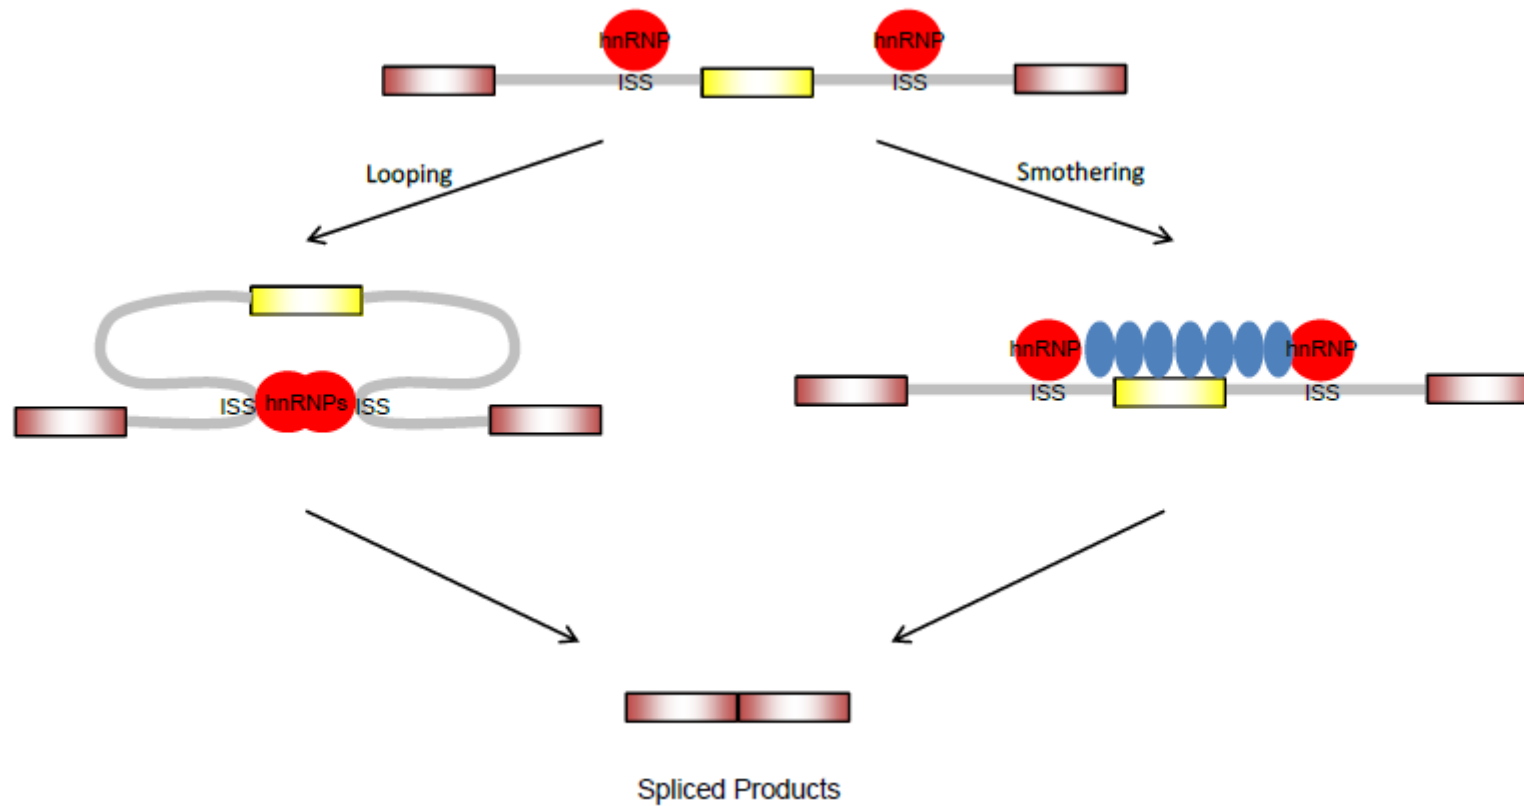 hnRNP
hnRNP
ISS
ISS
Looping
Smothering
hnRNP
hnRNP
ISS
ISS
ISS
hnRNPs
ISS
Spliced Products